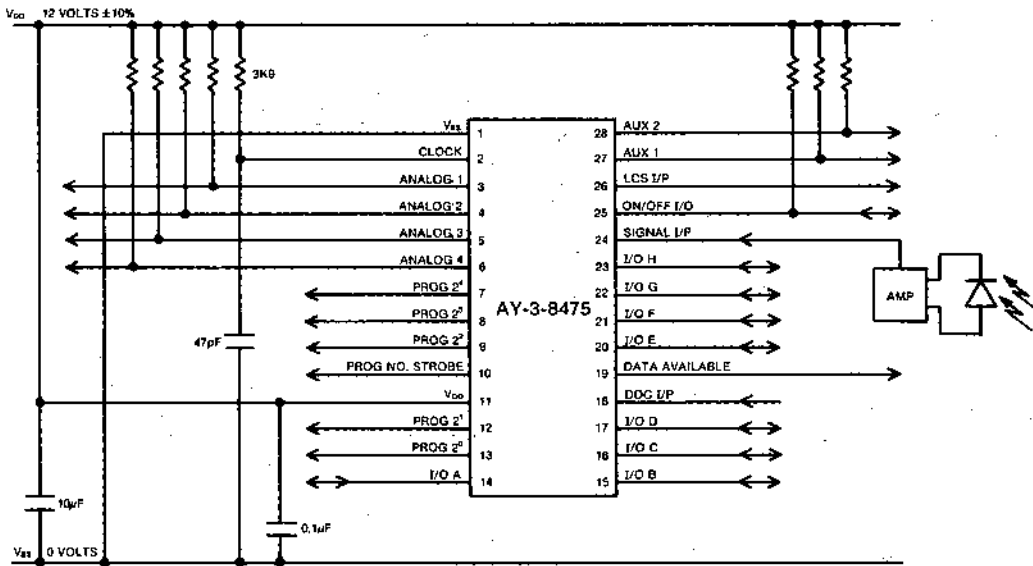 VDD 12 VOLTS ±10%
3K9
VSS 1
CLOCK 2
ANALOG 1 3
ANALOG 2 4
ANALOG 3 5
ANALOG 4 6
PROG 2⁴ 7
PROG 2³ 8
PROG 2² 9
PROG NO. STROBE 10
VDD 11
PROG 2¹ 12
PROG 2⁰ 13
I/O A 14
AY-3-8475
28 AUX 2
27 AUX 1
26 LCS I/P
25 ON/OFF I/O
24 SIGNAL I/P
23 I/O H
22 I/O G
21 I/O F
20 I/O E
19 DATA AVAILABLE
18 DOC I/P
17 I/O D
16 I/O C
15 I/O B
AMP
47pF
10µF
0.1µF
VSS 0 VOLTS